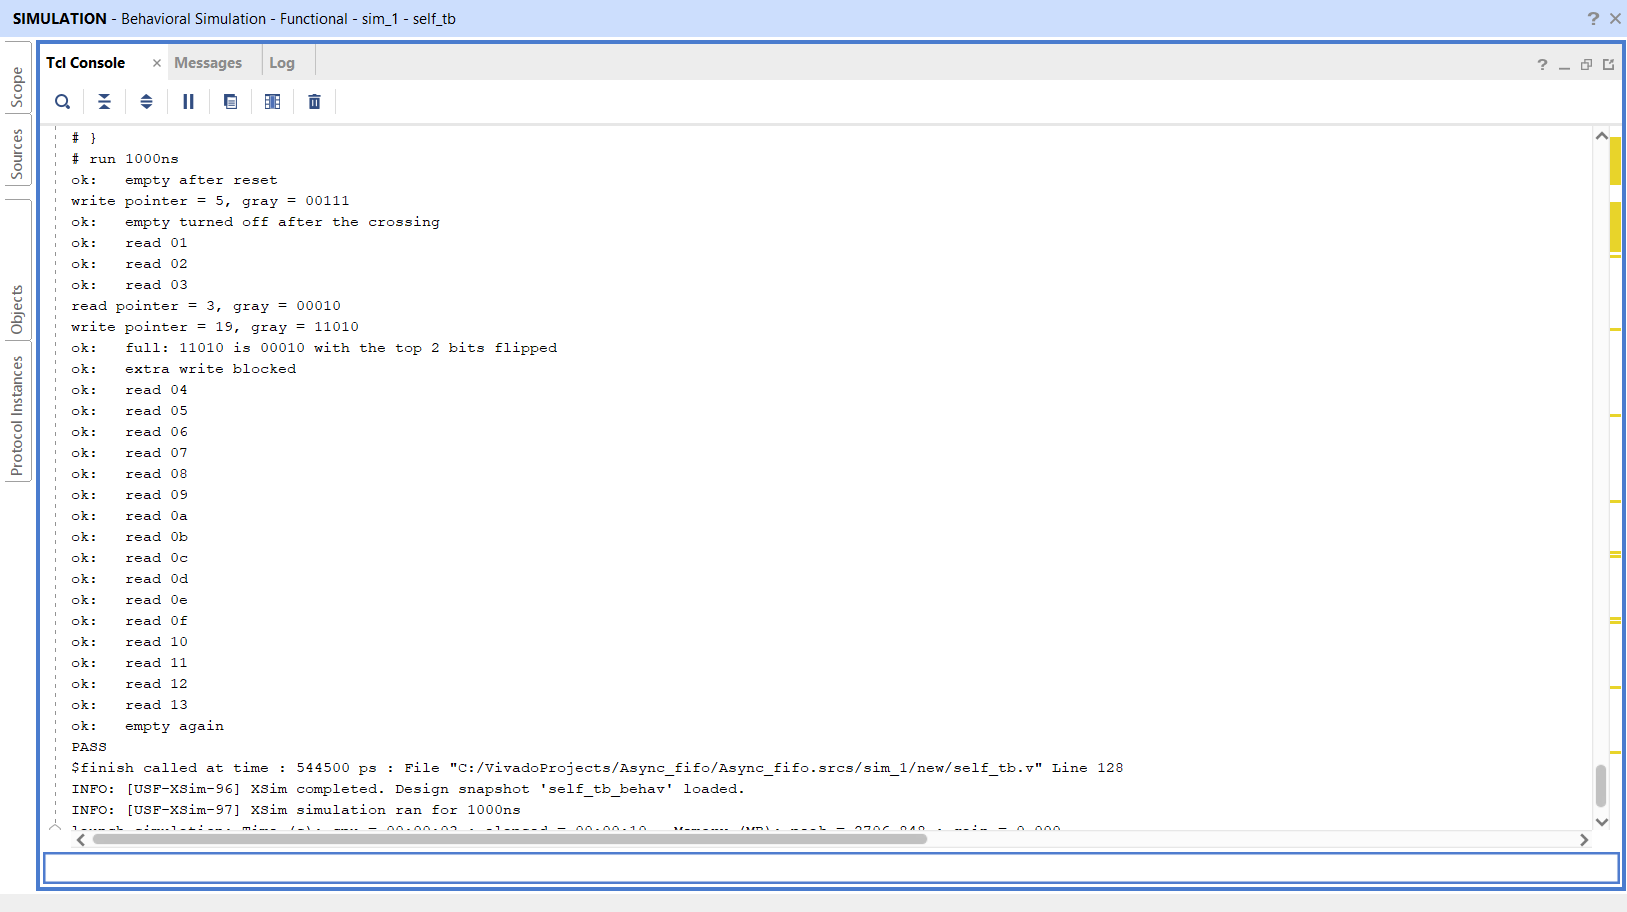 SIMULATION - Behavioral Simulation - Functional - sim_1 - self_tb
Scope
Sources
Objects
Protocol Instances
Tcl Console
Messages
Log
# }
# run 1000ns
ok:   empty after reset
write pointer = 5, gray = 00111
ok:   empty turned off after the crossing
ok:   read 01
ok:   read 02
ok:   read 03
read pointer = 3, gray = 00010
write pointer = 19, gray = 11010
ok:   full: 11010 is 00010 with the top 2 bits flipped
ok:   extra write blocked
ok:   read 04
ok:   read 05
ok:   read 06
ok:   read 07
ok:   read 08
ok:   read 09
ok:   read 0a
ok:   read 0b
ok:   read 0c
ok:   read 0d
ok:   read 0e
ok:   read 0f
ok:   read 10
ok:   read 11
ok:   read 12
ok:   read 13
ok:   empty again
PASS
$finish called at time : 544500 ps : File "C:/VivadoProjects/Async_fifo/Async_fifo.srcs/sim_1/new/self_tb.v" Line 128
INFO: [USF-XSim-96] XSim completed. Design snapshot 'self_tb_behav' loaded.
INFO: [USF-XSim-97] XSim simulation ran for 1000ns